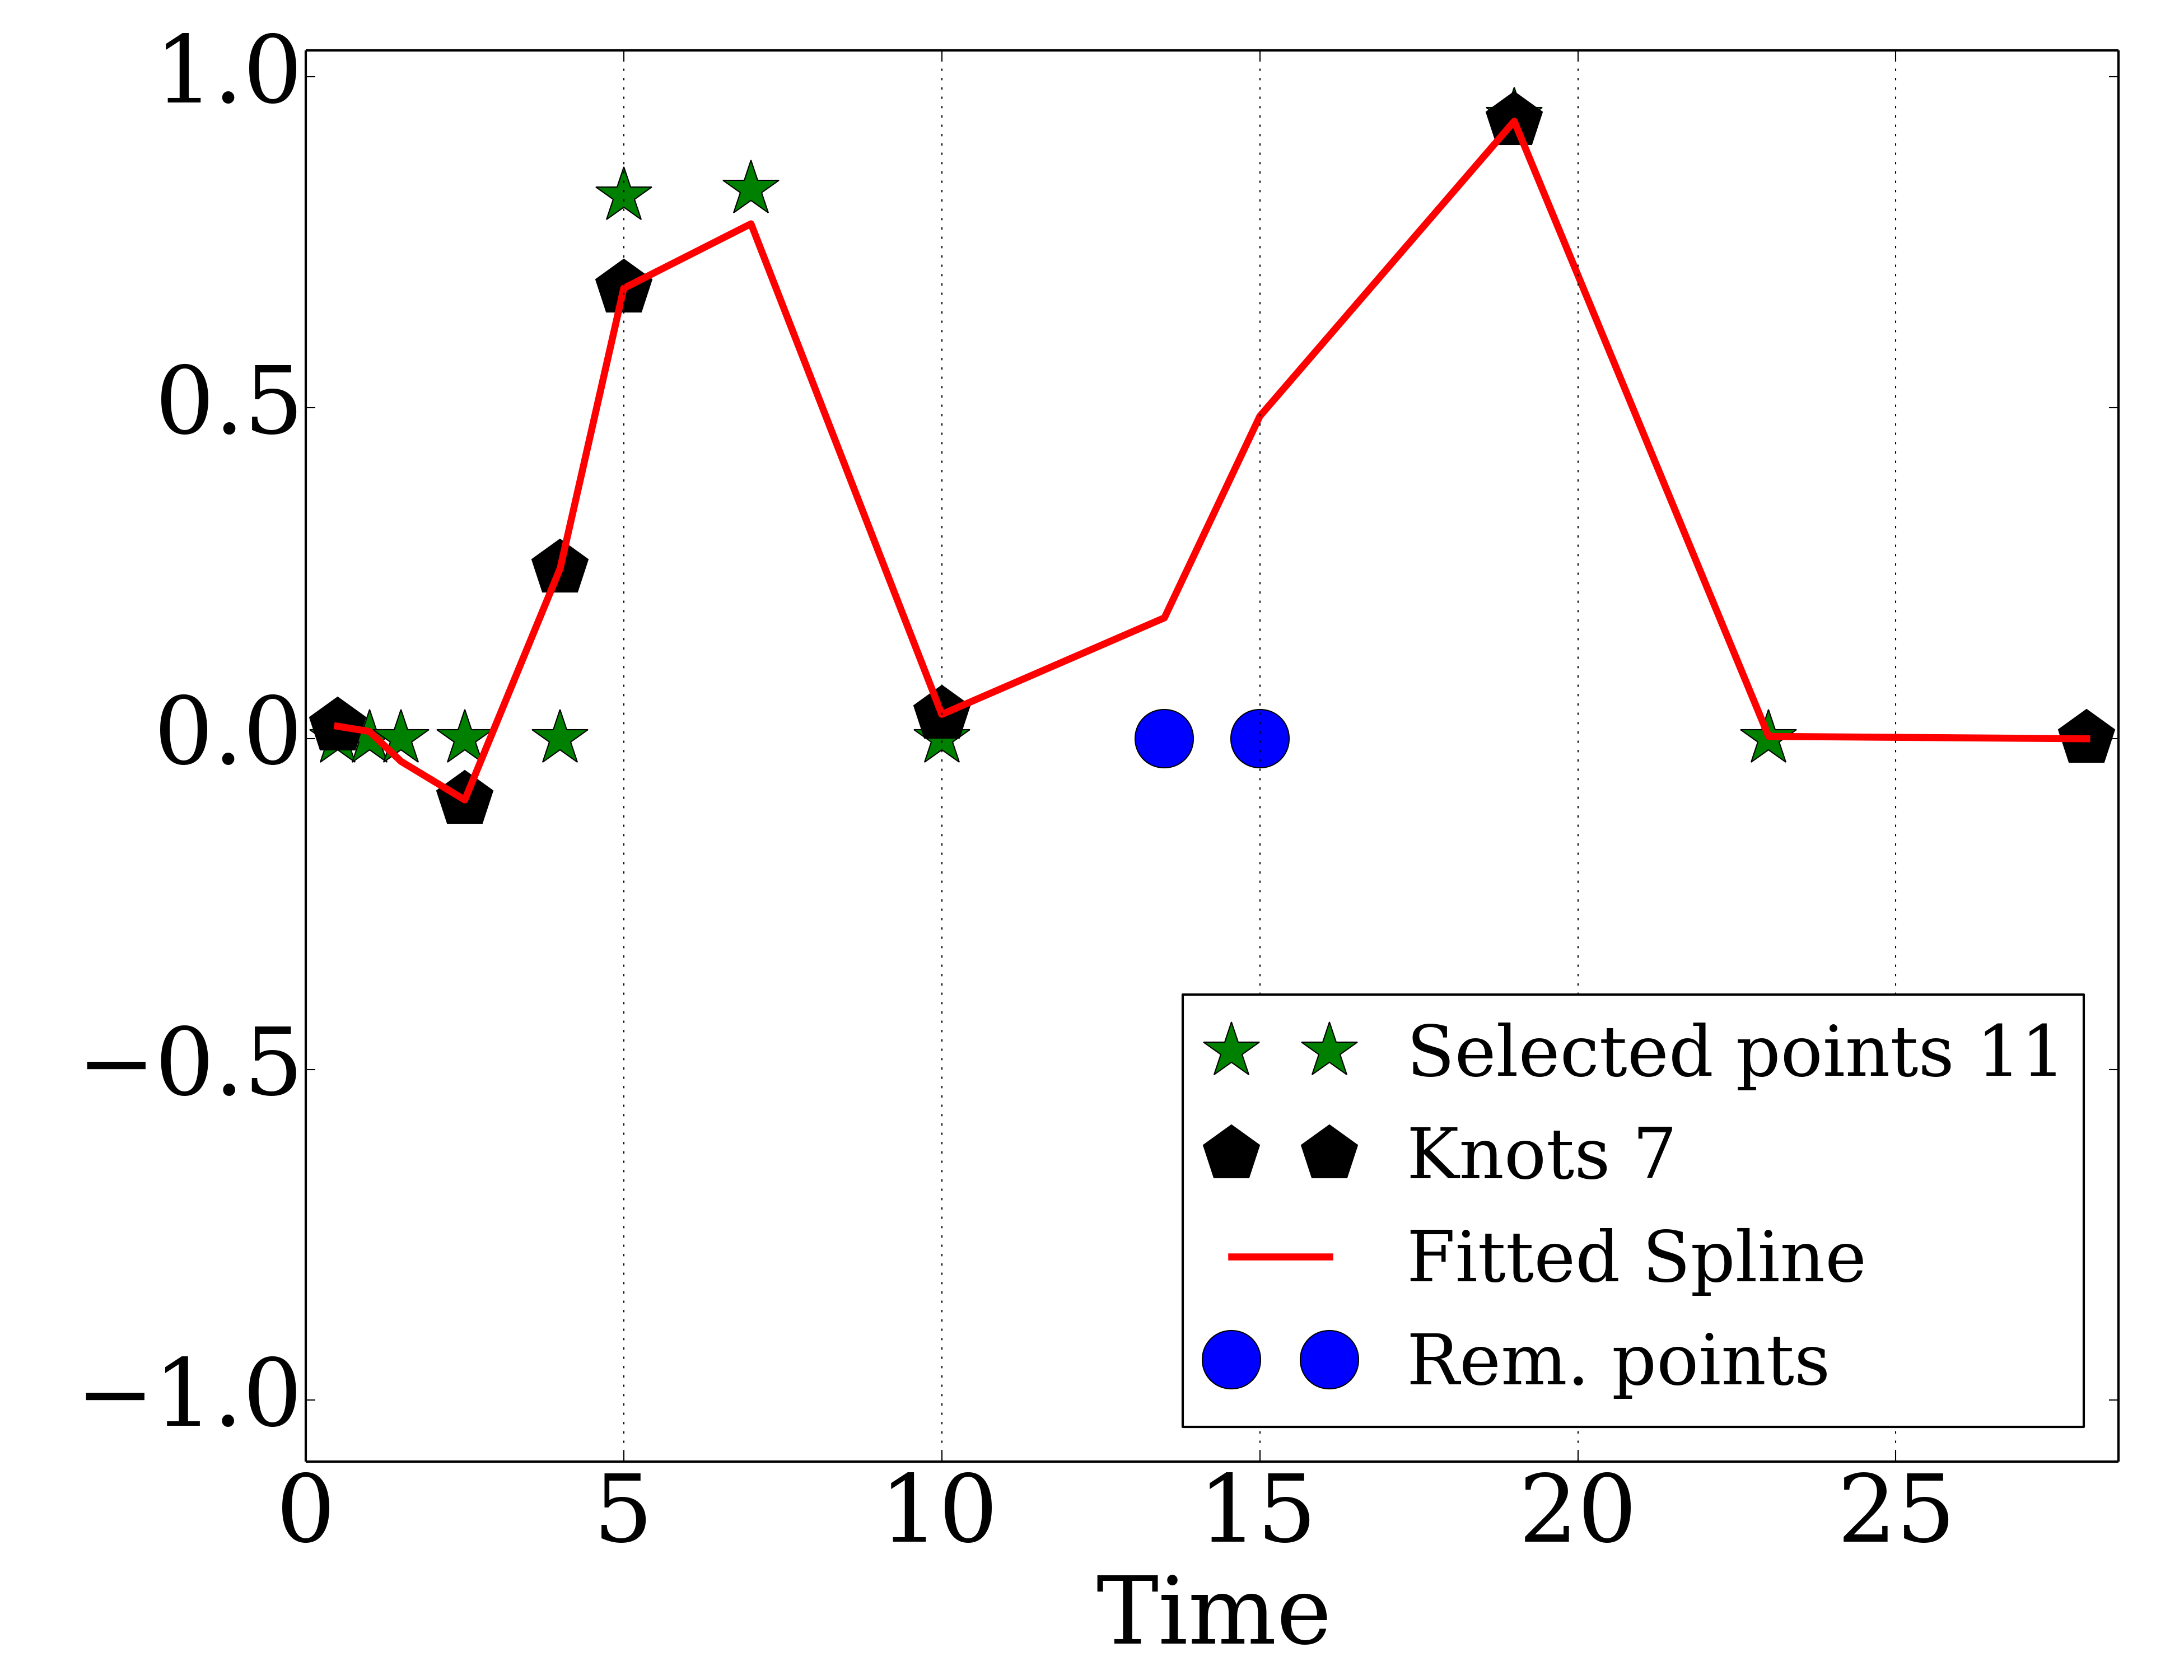 1.0
0.5
0.0
−0.5
−1.0
0 5 10 15 20 25
Time
Selected points 11
Knots 7
Fitted Spline
Rem. points